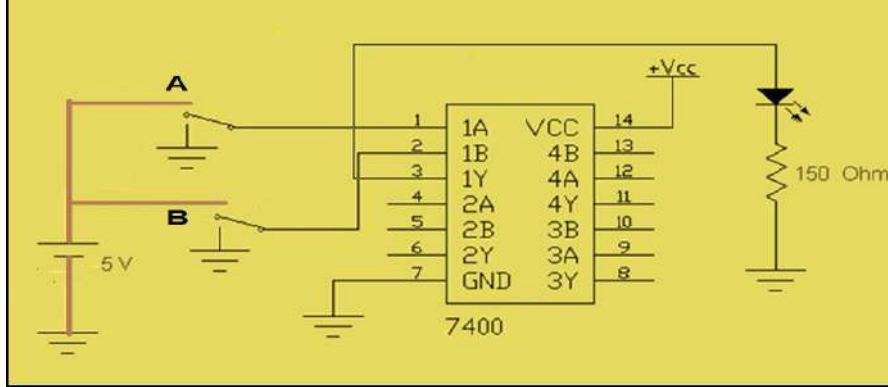 A
+Vcc
1 1A VCC 14
2 1B 4B 13
3 1Y 4A 12
150 Ohm
4 2A 4Y 11
B
5 2B 3B 10
6 2Y 3A 9
5 V
7 GND 3Y 8
7400